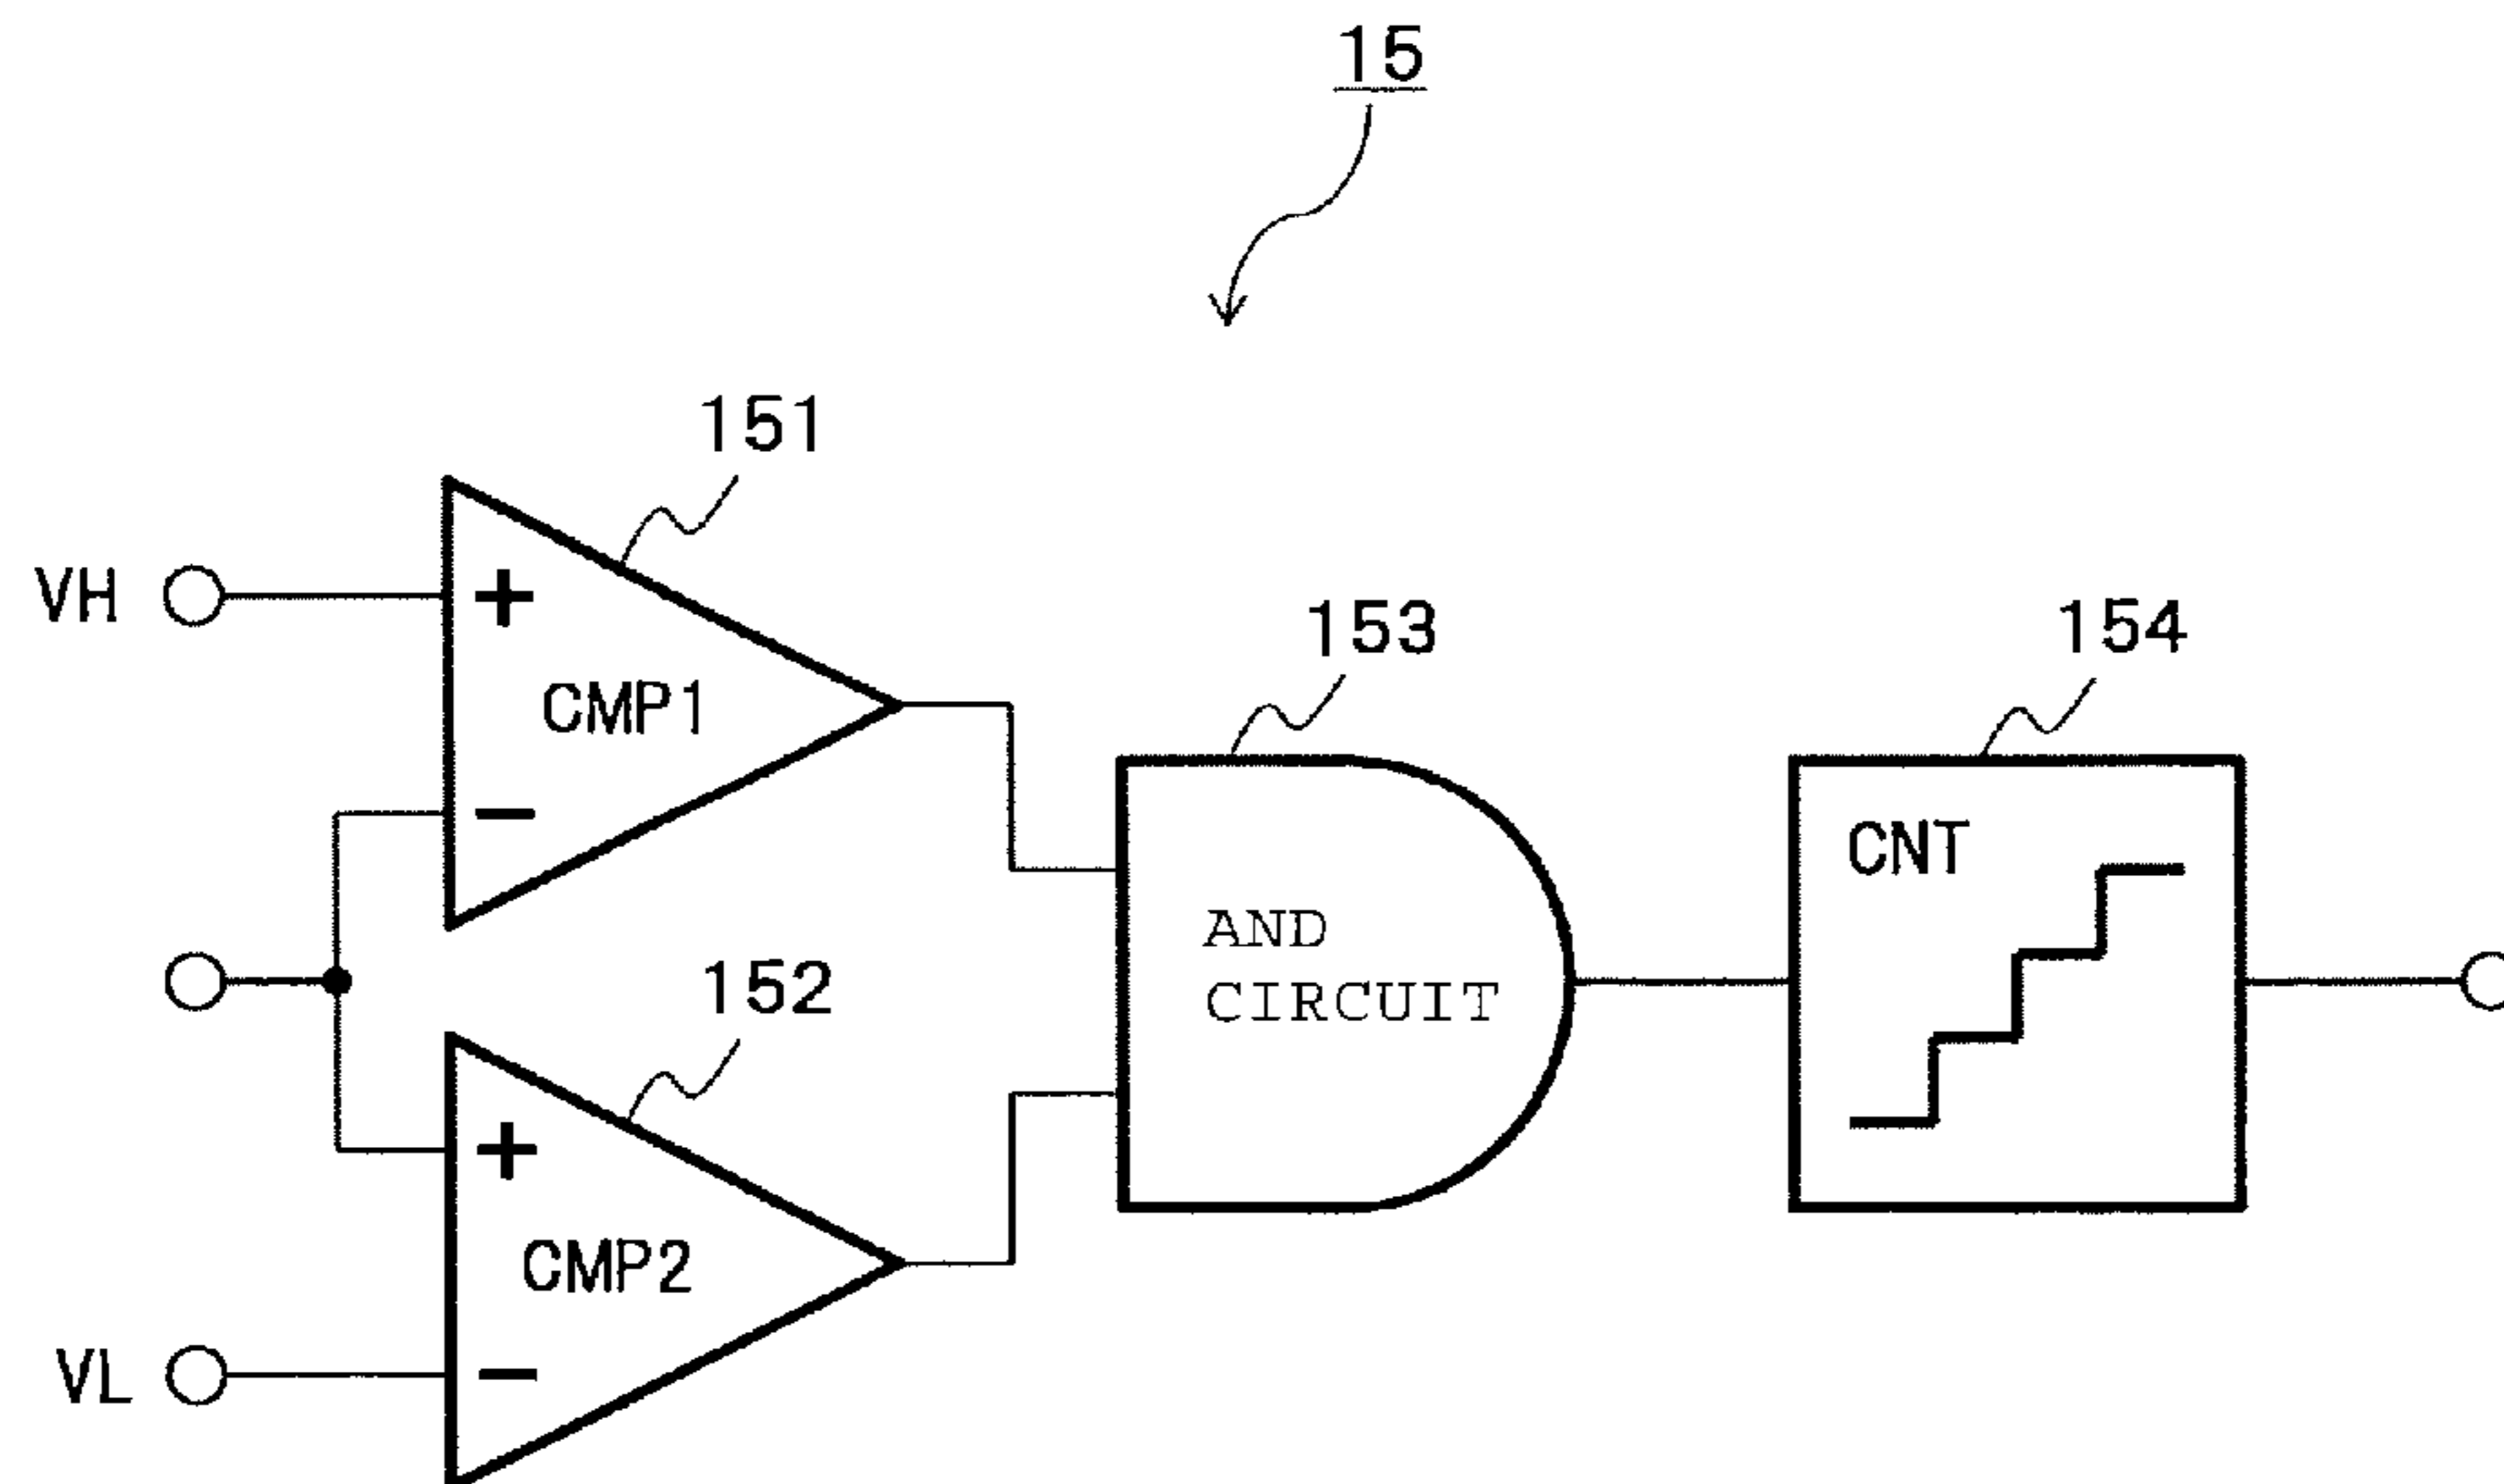 15
151
VH
+
CMP1
−
153
AND
CIRCUIT
154
CNT
152
+
CMP2
−
VL